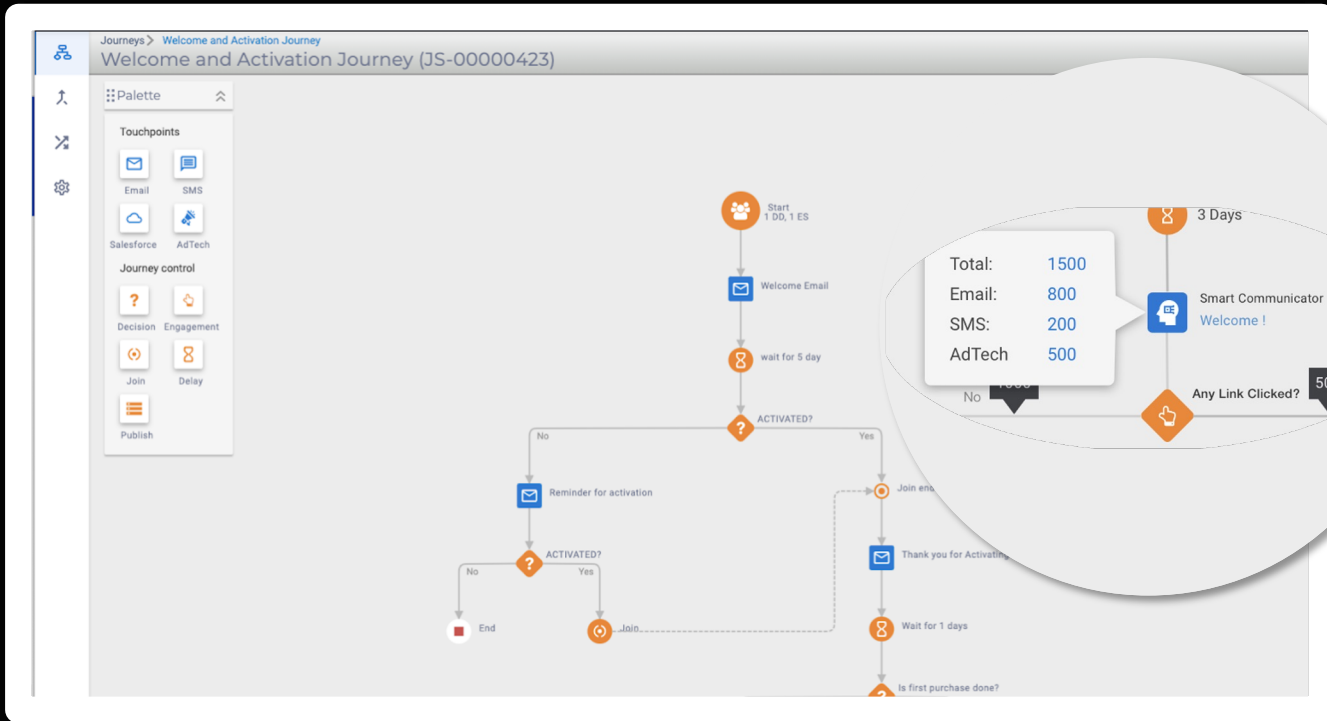 Journeys > Welcome and Activation Journey
Welcome and Activation Journey (JS-00000423)
Palette
Touchpoints
Email SMS
Salesforce AdTech
Journey control
Decision Engagement
Join Delay
Publish
Start
1 DD, 1 ES
Welcome Email
wait for 5 day
ACTIVATED?
No Yes
Reminder for activation
ACTIVATED?
No Yes
End
Join
Join
Thank you for Activating
Wait for 1 days
Is first purchase done?
3 Days
Total: 1500
Email: 800
SMS: 200
AdTech 500
Smart Communicator
Welcome !
No
Any Link Clicked?